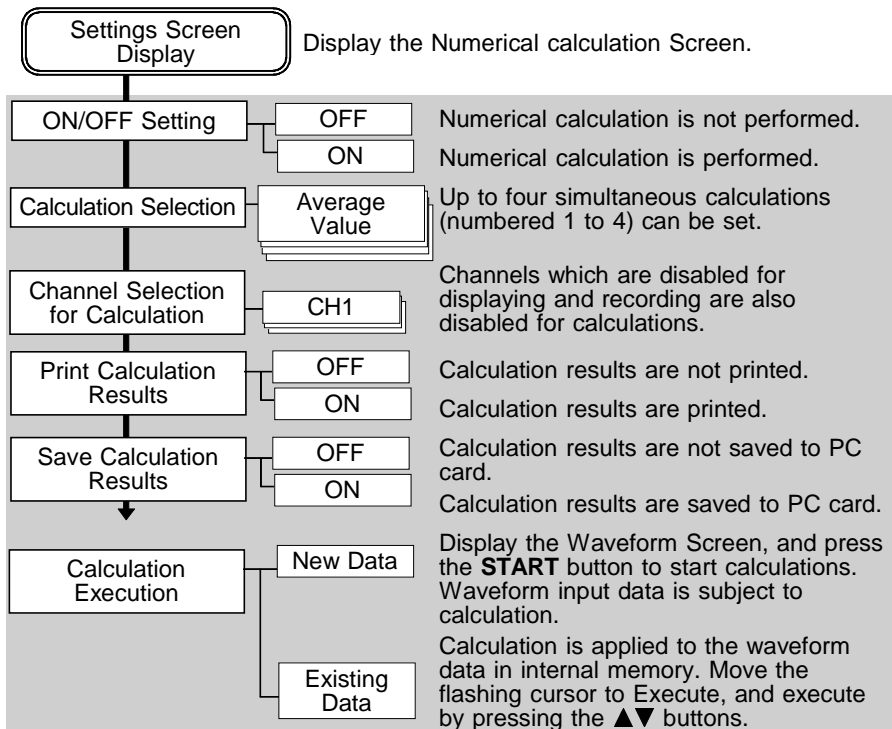 Settings Screen
Display
Display the Numerical calculation Screen.
ON/OFF Setting
OFF
Numerical calculation is not performed.
ON
Numerical calculation is performed.
Calculation Selection
Average
Value
Up to four simultaneous calculations
(numbered 1 to 4) can be set.
Channel Selection
for Calculation
CH1
Channels which are disabled for
displaying and recording are also
disabled for calculations.
Print Calculation
Results
OFF
Calculation results are not printed.
ON
Calculation results are printed.
Save Calculation
Results
OFF
Calculation results are not saved to PC
card.
ON
Calculation results are saved to PC card.
Calculation
Execution
New Data
Display the Waveform Screen, and press
the START button to start calculations.
Waveform input data is subject to
calculation.
Existing
Data
Calculation is applied to the waveform
data in internal memory. Move the
flashing cursor to Execute, and execute
by pressing the ▲▼ buttons.